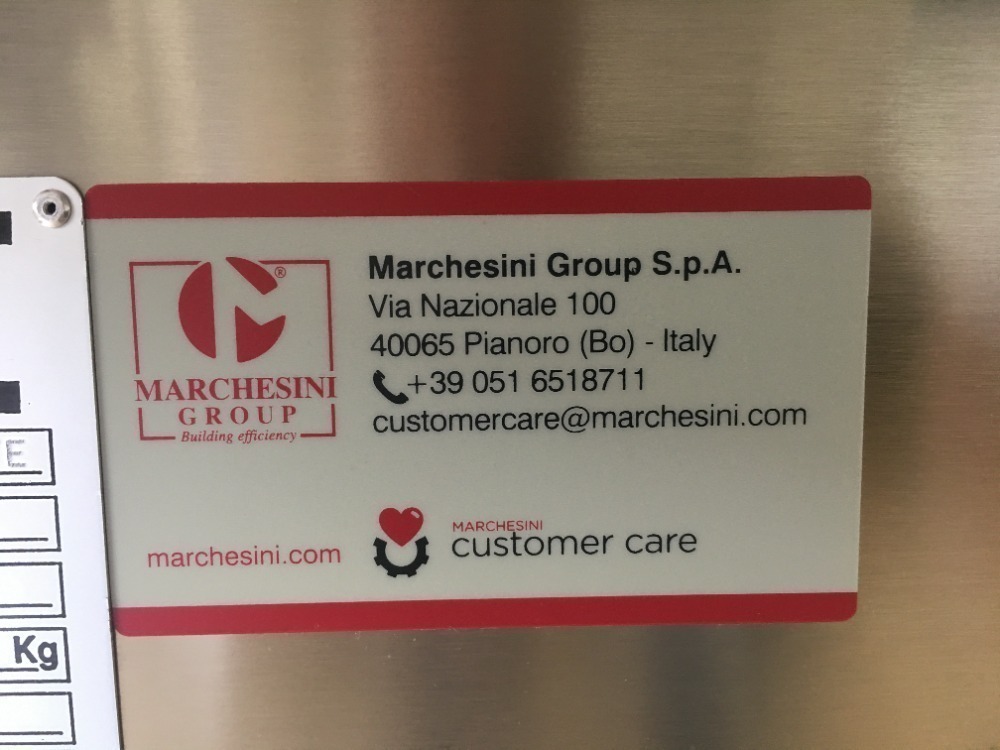 MARCHESINI
GROUP
Building efficiency
Marchesini Group S.p.A.
Via Nazionale 100
40065 Pianoro (Bo) - Italy
+39 051 6518711
customercare@marchesini.com
marchesini.com
MARCHESINI
customer care
E
Kg